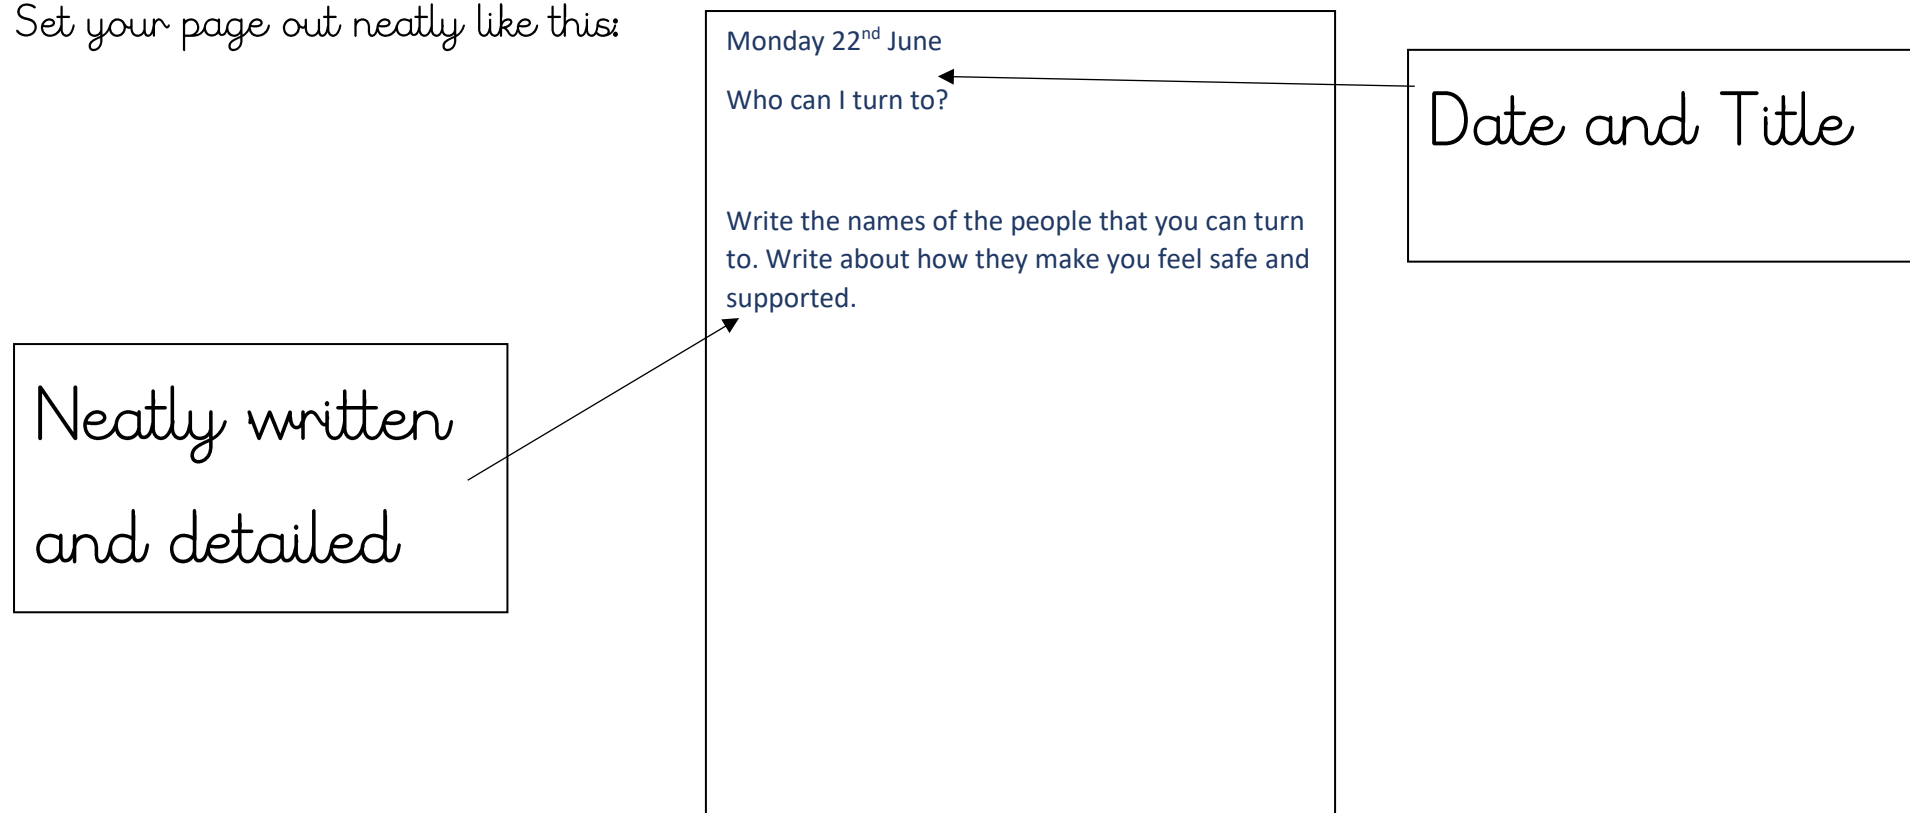 Set your page out neatly like this:
Monday 22nd June
Who can I turn to?
Date and Title
Write the names of the people that you can turn
to. Write about how they make you feel safe and
supported.
Neatly written
and detailed